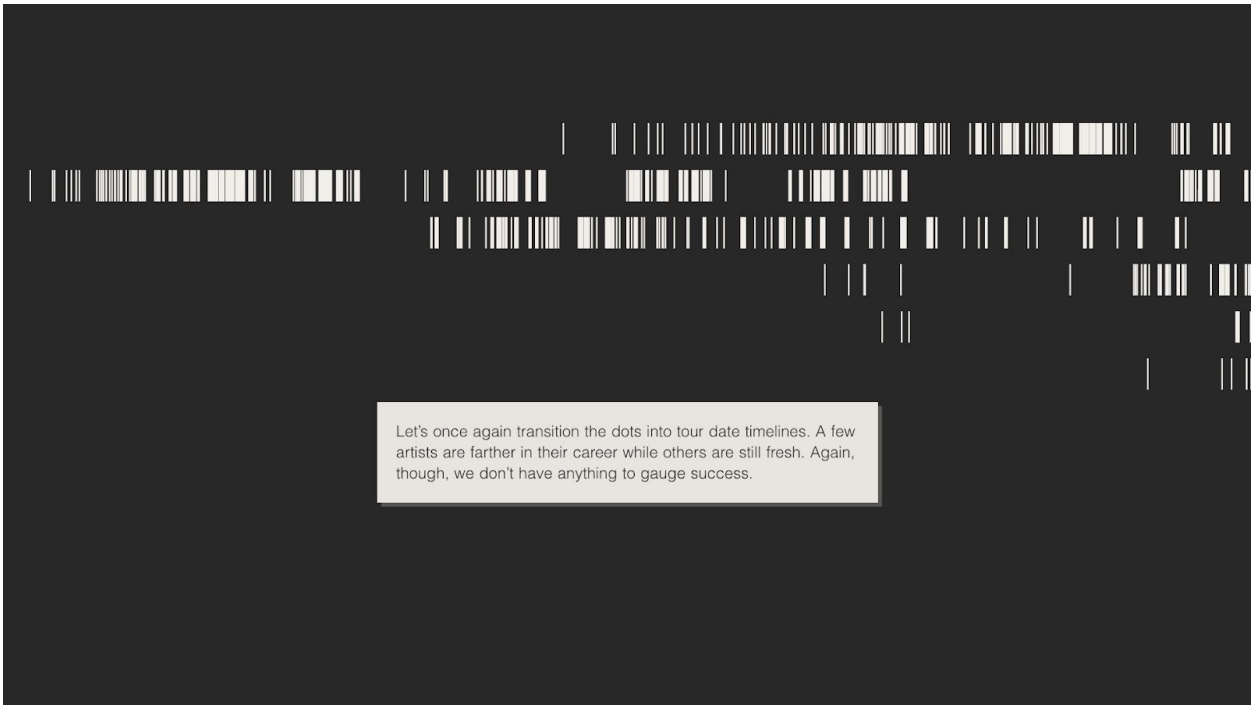 Let’s once again transition the dots into tour date timelines. A few
artists are farther in their career while others are still fresh. Again,
though, we don’t have anything to gauge success.